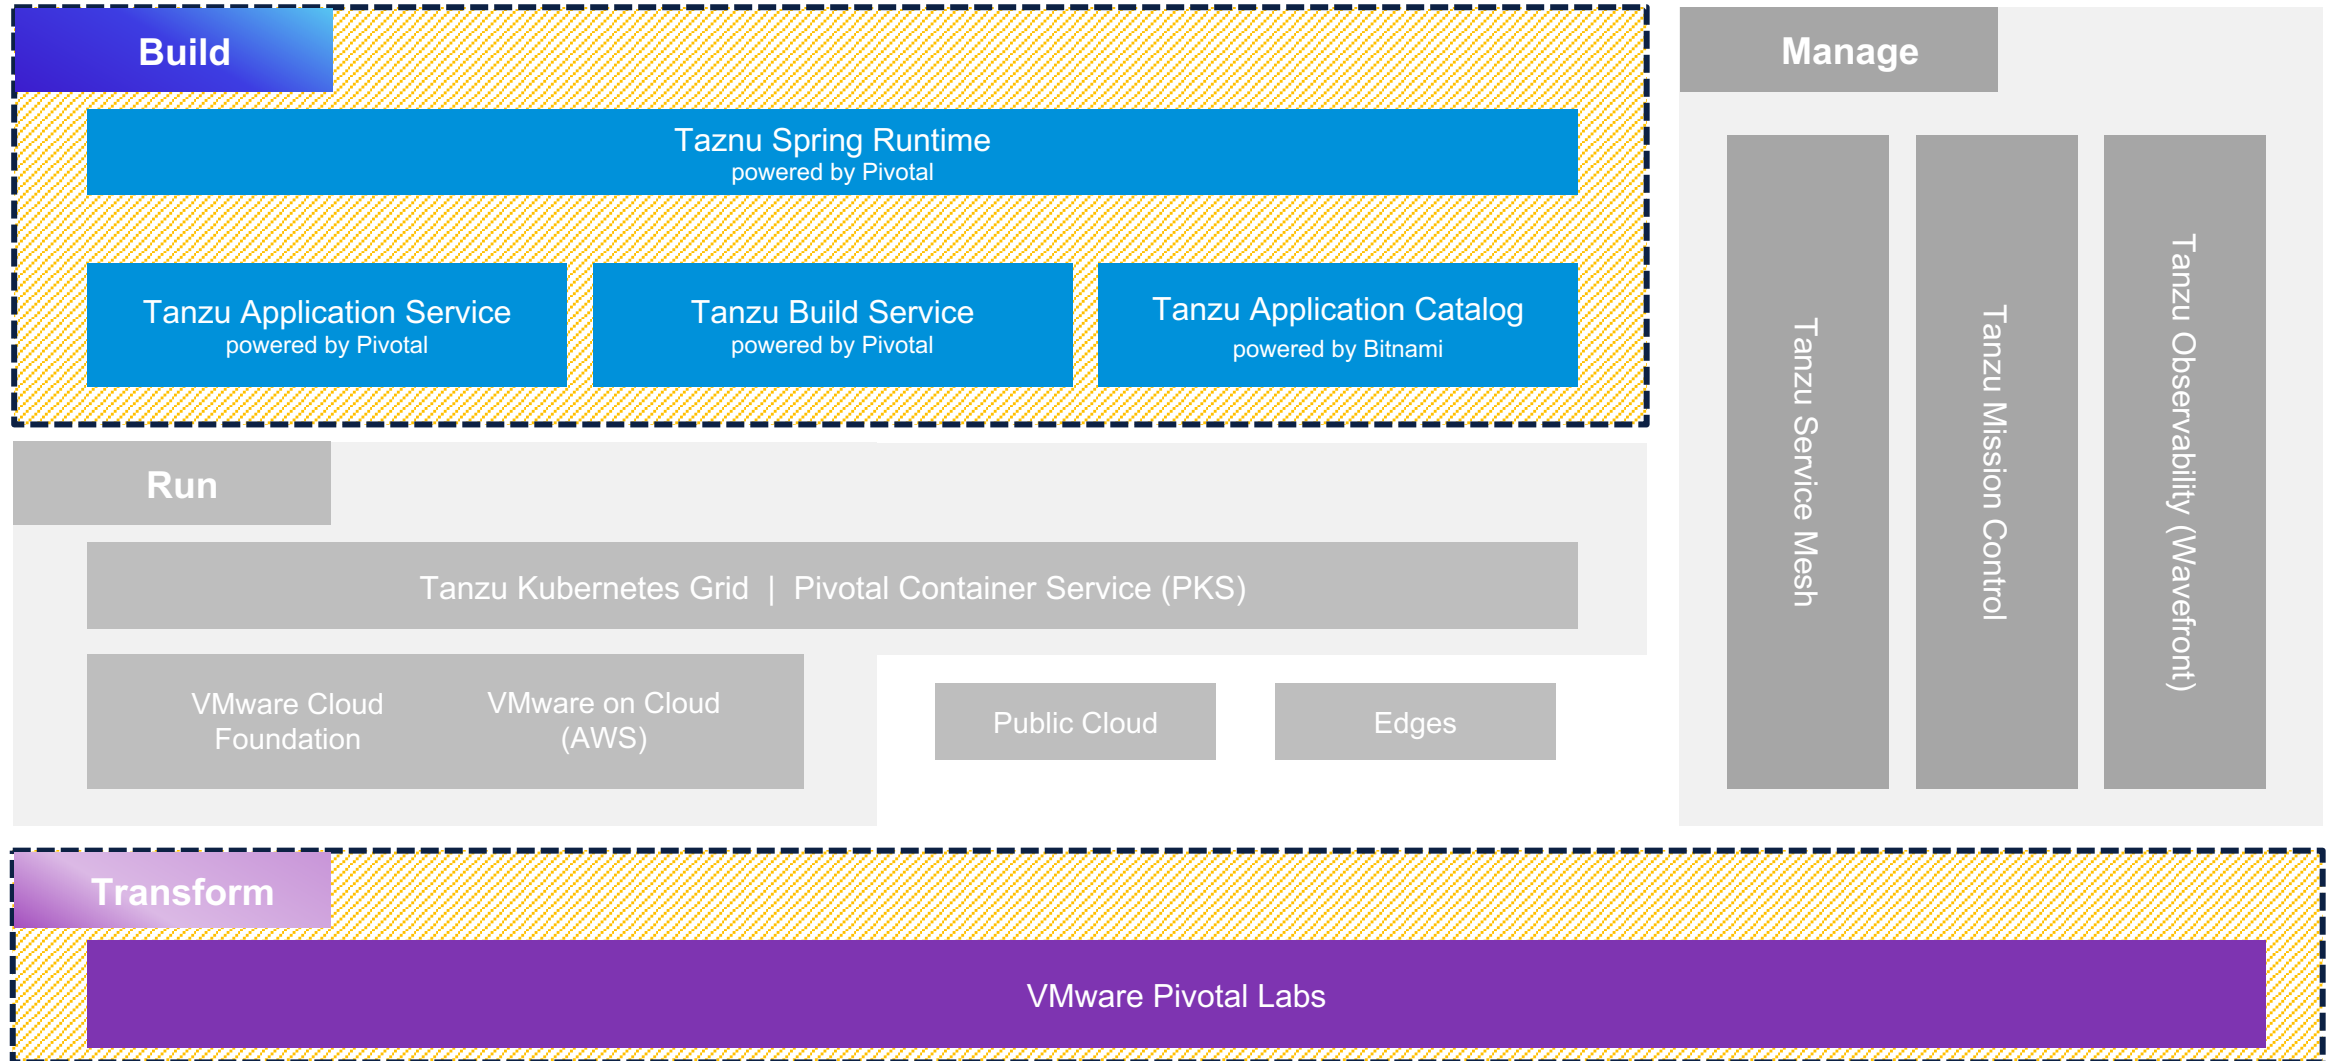 Build
Taznu Spring Runtime
powered by Pivotal
Tanzu Application Service
powered by Pivotal
Tanzu Build Service
powered by Pivotal
Tanzu Application Catalog
powered by Bitnami
Run
Tanzu Kubernetes Grid | Pivotal Container Service (PKS)
VMware Cloud
Foundation
VMware on Cloud
(AWS)
Public Cloud
Edges
Manage
Tanzu Service Mesh
Tanzu Mission Control
Tanzu Observability (Wavefront)
Transform
VMware Pivotal Labs